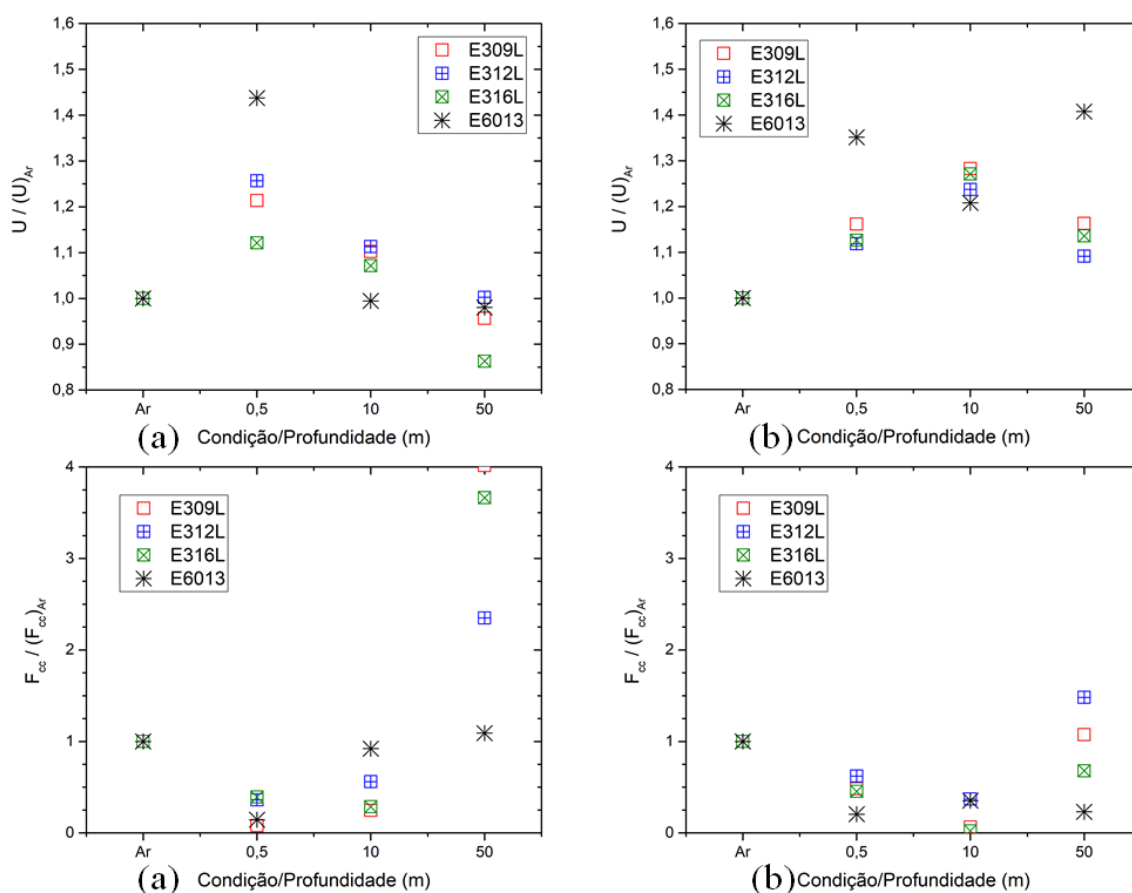 1,6
1,5
1,4
1,3
1,2
1,1
1,0
0,9
0,8
U / (U)Ar
E309L
E312L
E316L
E6013
Ar 0,5 10 50
(a) Condição/Profundidade (m)
1,6
1,5
1,4
1,3
1,2
1,1
1,0
0,9
0,8
U / (U)Ar
E309L
E312L
E316L
E6013
Ar 0,5 10 50
(b) Condição/Profundidade (m)
4
3
2
1
0
Fcc / (Fcc)Ar
E309L
E312L
E316L
E6013
Ar 0,5 10 50
(a) Condição/Profundidade (m)
4
3
2
1
0
Fcc / (Fcc)Ar
E309L
E312L
E316L
E6013
Ar 0,5 10 50
(b) Condição/Profundidade (m)